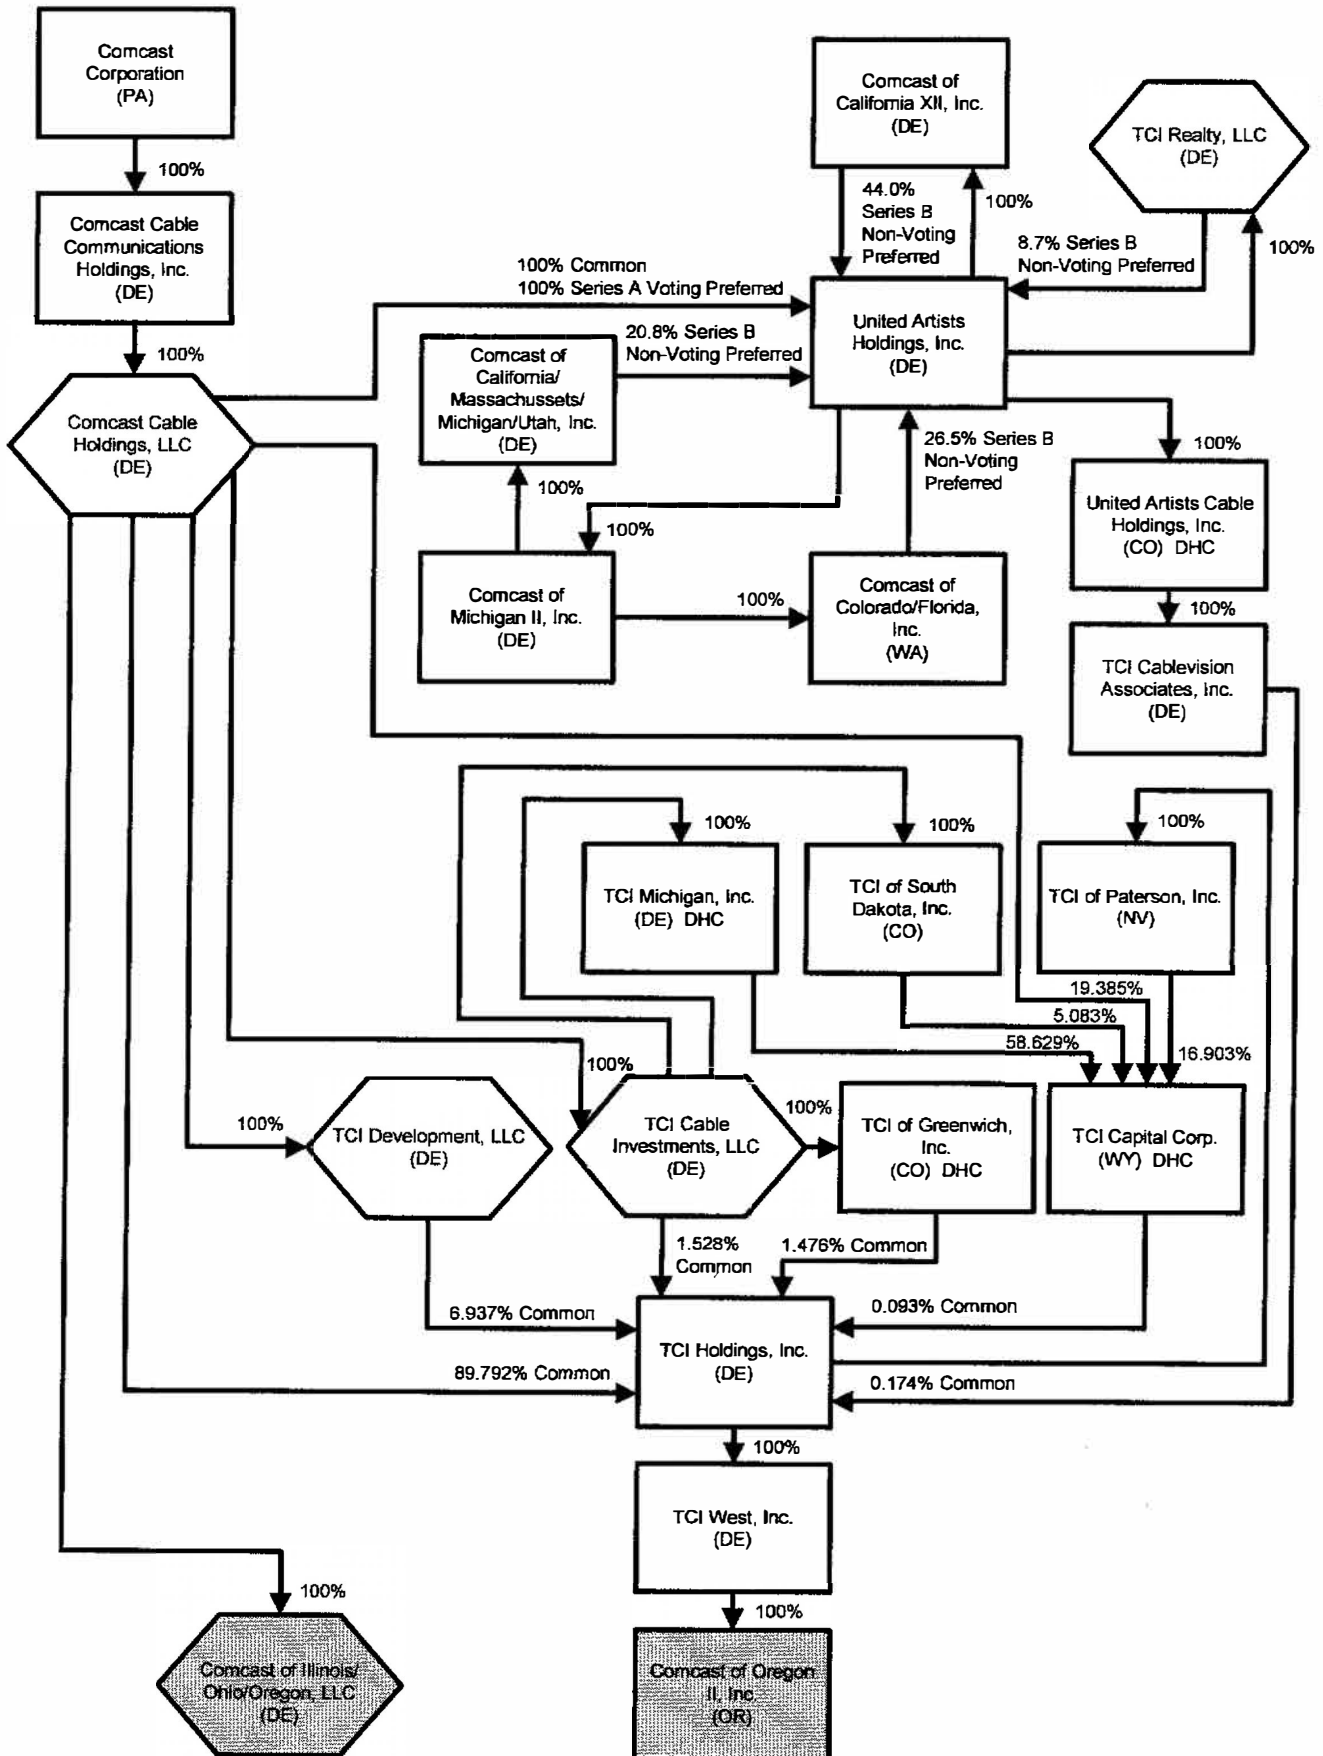 Comcast
Corporation
(PA)
100%
Comcast Cable
Communications
Holdings, Inc.
(DE)
100%
Comcast Cable
Holdings, LLC
(DE)
Comcast of
California XII, Inc.
(DE)
TCI Realty, LLC
(DE)
44.0%
Series B
Non-Voting
Preferred
100%
8.7% Series B
Non-Voting Preferred
100%
100% Common
100% Series A Voting Preferred
United Artists
Holdings, Inc.
(DE)
20.8% Series B
Non-Voting Preferred
Comcast of
California/
Massachussets/
Michigan/Utah, Inc.
(DE)
100%
26.5% Series B
Non-Voting
Preferred
100%
100%
United Artists Cable
Holdings, Inc.
(CO) DHC
Comcast of
Michigan II, Inc.
(DE)
100%
Comcast of
Colorado/Florida,
Inc.
(WA)
100%
TCI Cablevision
Associates, Inc.
(DE)
100%
100%
100%
TCI Michigan, Inc.
(DE) DHC
TCI of South
Dakota, Inc.
(CO)
TCI of Paterson, Inc.
(NV)
19.385%
5.083%
58.629%
16.903%
100%
100%
100%
TCI Development, LLC
(DE)
TCI Cable
Investments, LLC
(DE)
TCI of Greenwich,
Inc.
(CO) DHC
TCI Capital Corp.
(WY) DHC
1.528%
Common
1.476% Common
6.937% Common
0.093% Common
TCI Holdings, Inc.
(DE)
89.792% Common
0.174% Common
100%
TCI West, Inc.
(DE)
100%
100%
Comcast of Illinois/
Ohio/Oregon, LLC
(DE)
Comcast of Oregon
II, Inc.
(OR)